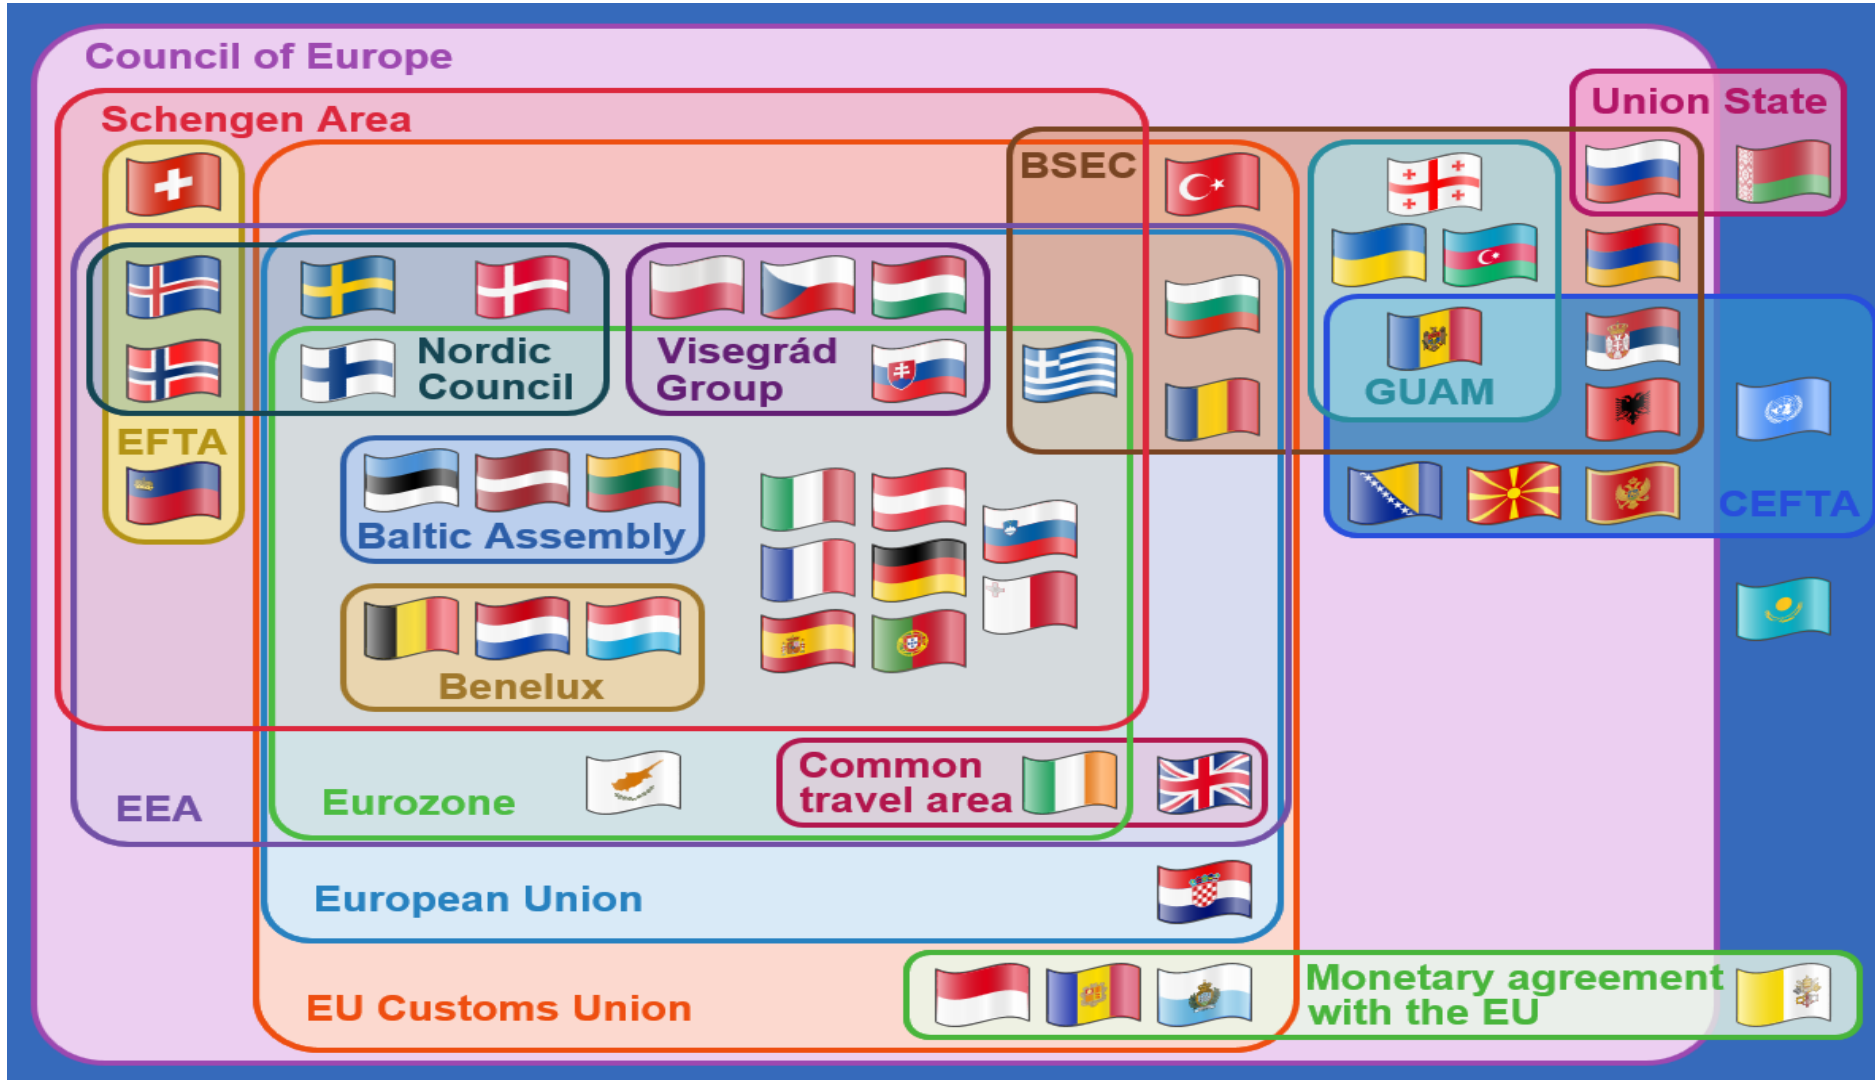 Council of Europe
Schengen Area
Union State
BSEC
Nordic
Council
Visegrád
Group
GUAM
EFTA
CEFTA
Baltic Assembly
Benelux
Common
travel area
EEA
Eurozone
European Union
EU Customs Union
Monetary agreement
with the EU